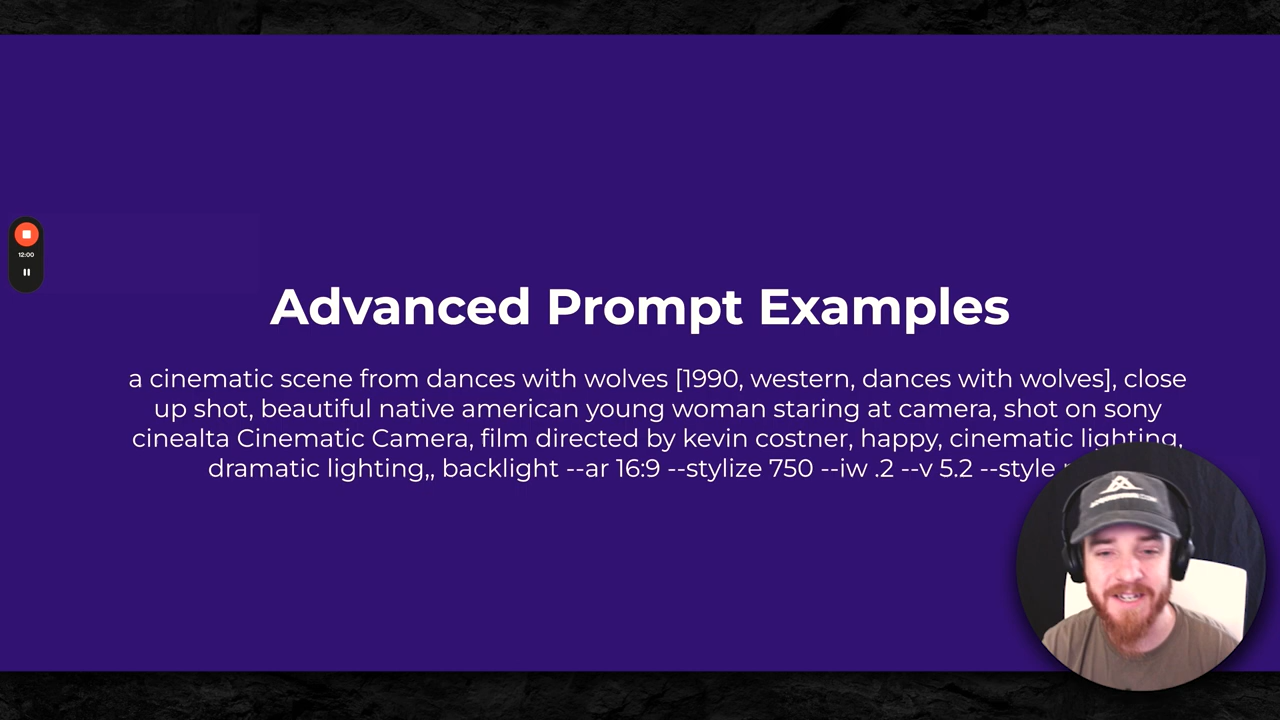 12:00
Advanced Prompt Examples
a cinematic scene from dances with wolves [1990, western, dances with wolves], close
up shot, beautiful native american young woman staring at camera, shot on sony
cinealta Cinematic Camera, film directed by kevin costner, happy, cinematic lighting,
dramatic lighting,, backlight --ar 16:9 --stylize 750 --iw .2 --v 5.2 --style